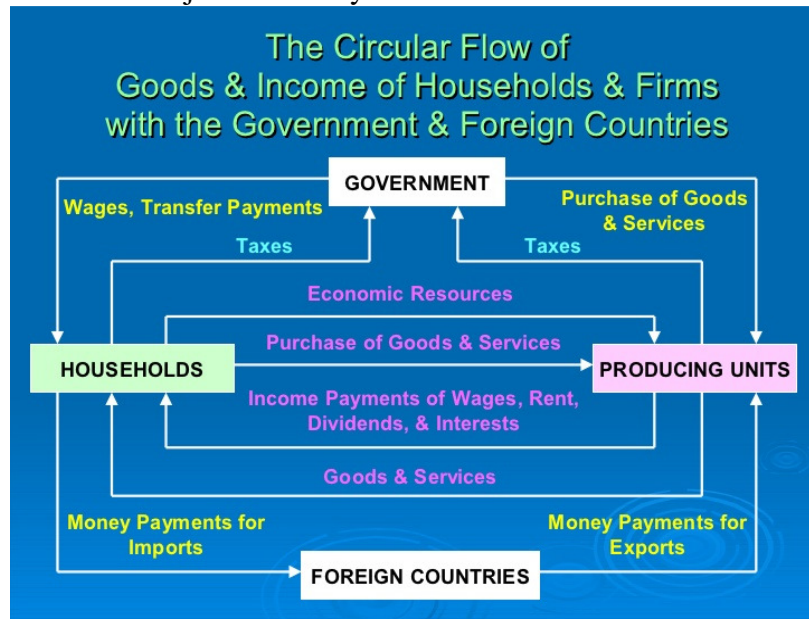 The Circular Flow of
Goods & Income of Households & Firms
with the Government & Foreign Countries
GOVERNMENT
Wages, Transfer Payments
Purchase of Goods
& Services
Taxes
Taxes
Economic Resources
Purchase of Goods & Services
HOUSEHOLDS
PRODUCING UNITS
Income Payments of Wages, Rent,
Dividends, & Interests
Goods & Services
Money Payments for
Imports
Money Payments for
Exports
FOREIGN COUNTRIES